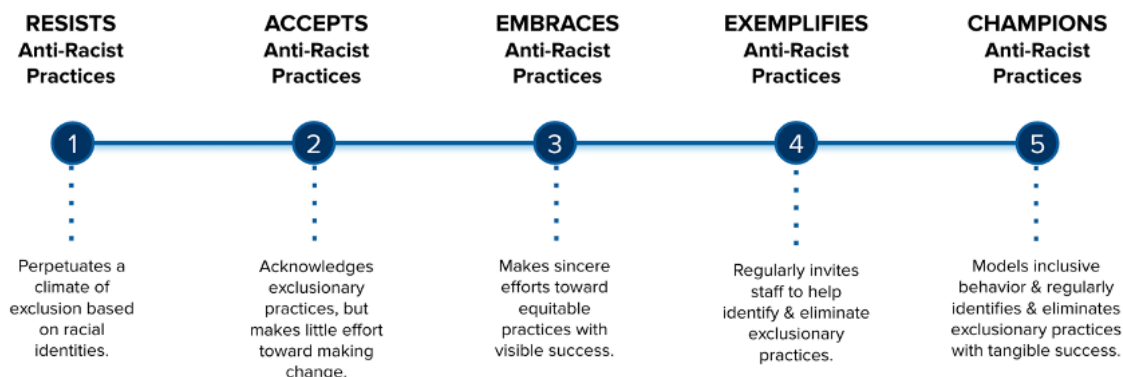 RESISTS
Anti-Racist
Practices
ACCEPTS
Anti-Racist
Practices
EMBRACES
Anti-Racist
Practices
EXEMPLIFIES
Anti-Racist
Practices
CHAMPIONS
Anti-Racist
Practices
1
2
3
4
5
Perpetuates a
climate of
exclusion based
on racial
identities.
Acknowledges
exclusionary
practices, but
makes little effort
toward making
change.
Makes sincere
efforts toward
equitable
practices with
visible success.
Regularly invites
staff to help
identify & eliminate
exclusionary
practices.
Models inclusive
behavior & regularly
identifies & eliminates
exclusionary practices
with tangible success.